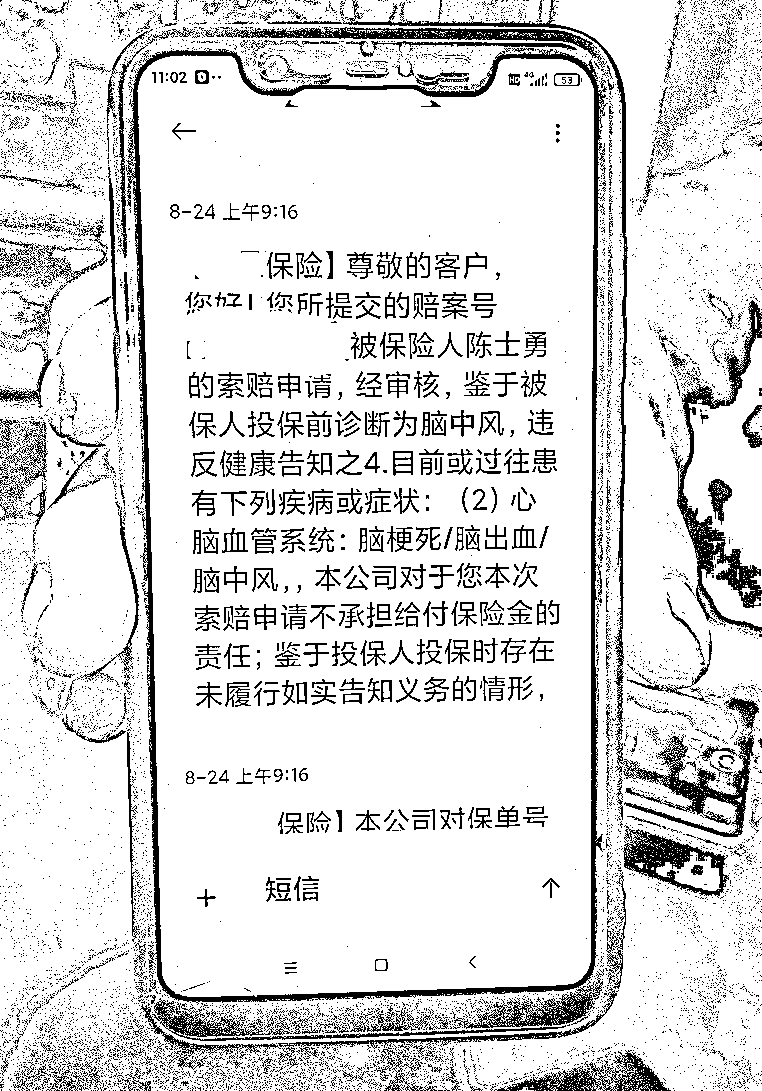 11:02
53
8-24 上午9:16
保险】尊敬的客户，
您好！您所提交的赔案号
被保险人陈士勇
的索赔申请，经审核，鉴于被
保人投保前诊断为脑中风，违
反健康告知之4.目前或过往患
有下列疾病或症状：（2）心
脑血管系统：脑梗死/脑出血/
脑中风，，本公司对于您本次
索赔申请不承担给付保险金的
责任；鉴于投保人投保时存在
未履行如实告知义务的情形，
8-24 上午9:16
保险】本公司对保单号
短信